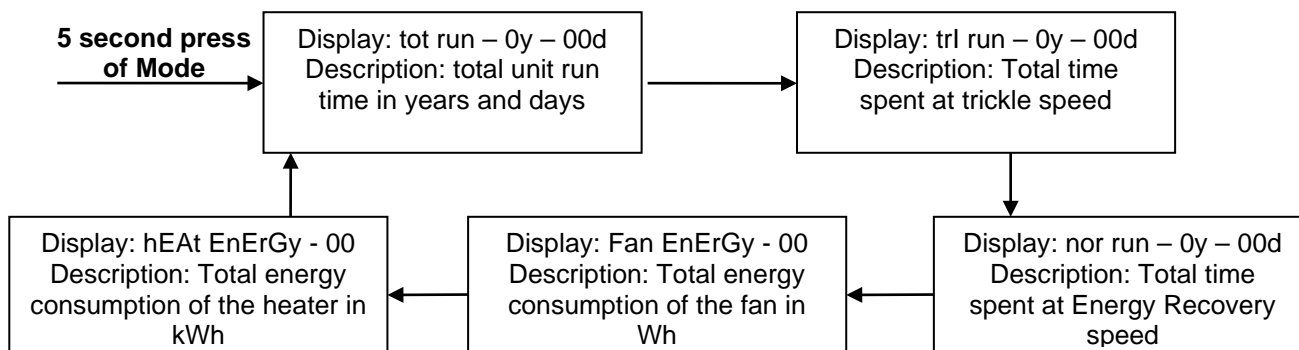 5 second press
of Mode
Display: tot run – 0y – 00d
Description: total unit run
time in years and days
Display: trI run – 0y – 00d
Description: Total time
spent at trickle speed
Display: nor run – 0y – 00d
Description: Total time
spent at Energy Recovery
speed
Display: Fan EnErGy - 00
Description: Total energy
consumption of the fan in
Wh
Display: hEAt EnErGy - 00
Description: Total energy
consumption of the heater in
kWh